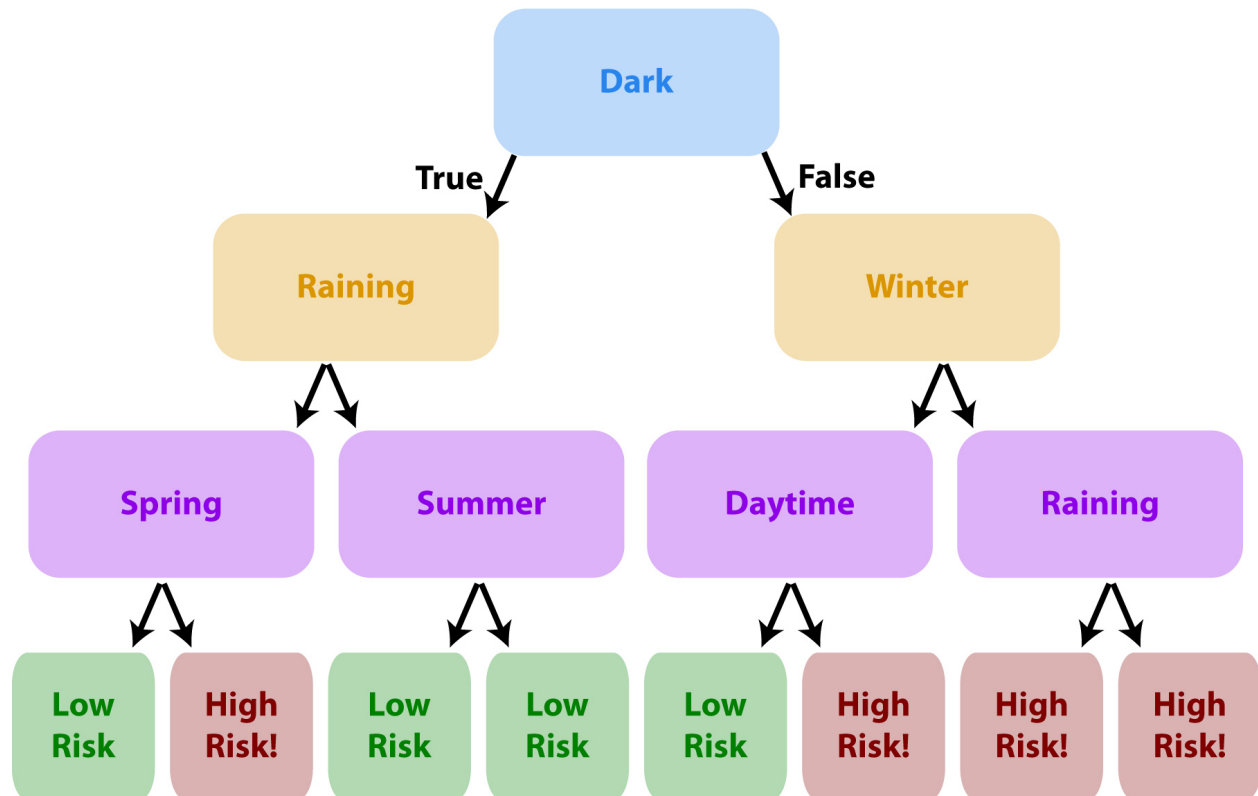 Dark
True
False
Raining
Winter
Spring
Summer
Daytime
Raining
Low
Risk
High
Risk!
Low
Risk
Low
Risk
Low
Risk
High
Risk!
High
Risk!
High
Risk!